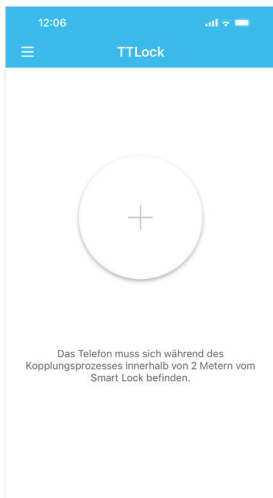 12:06
TTLock
Das Telefon muss sich während des
Kopplungsprozesses innerhalb von 2 Metern vom
Smart Lock befinden.